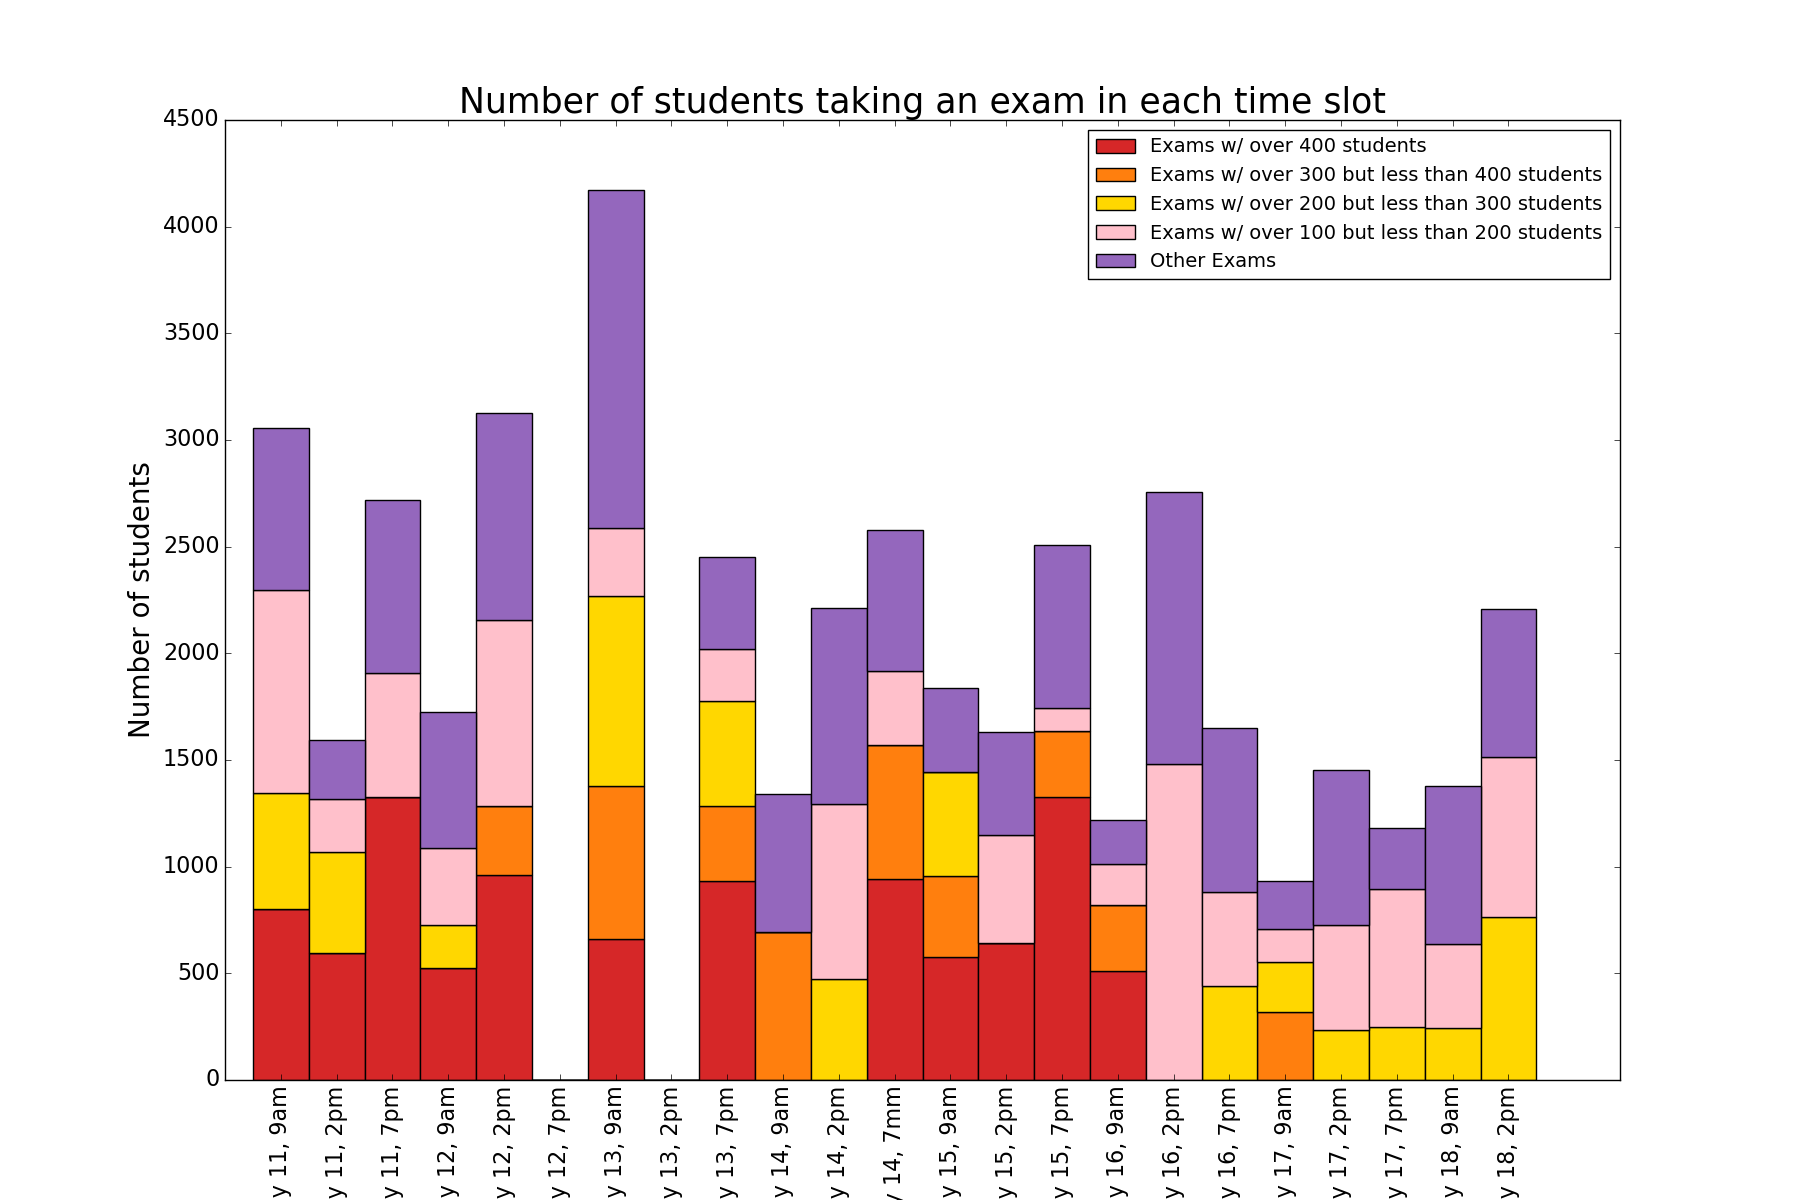 Number of students taking an exam in each time slot
4500
4000
3500
3000
2500
2000
1500
1000
500
0
Number of students
Exams w/ over 400 students
Exams w/ over 300 but less than 400 students
Exams w/ over 200 but less than 300 students
Exams w/ over 100 but less than 200 students
Other Exams
y 11, 9am
y 11, 2pm
y 11, 7pm
y 12, 9am
y 12, 2pm
y 12, 7pm
y 13, 9am
y 13, 2pm
y 13, 7pm
y 14, 9am
y 14, 2pm
y 14, 7mm
y 15, 9am
y 15, 2pm
y 15, 7pm
y 16, 9am
y 16, 2pm
y 16, 7pm
y 17, 9am
y 17, 2pm
y 17, 7pm
y 18, 9am
y 18, 2pm